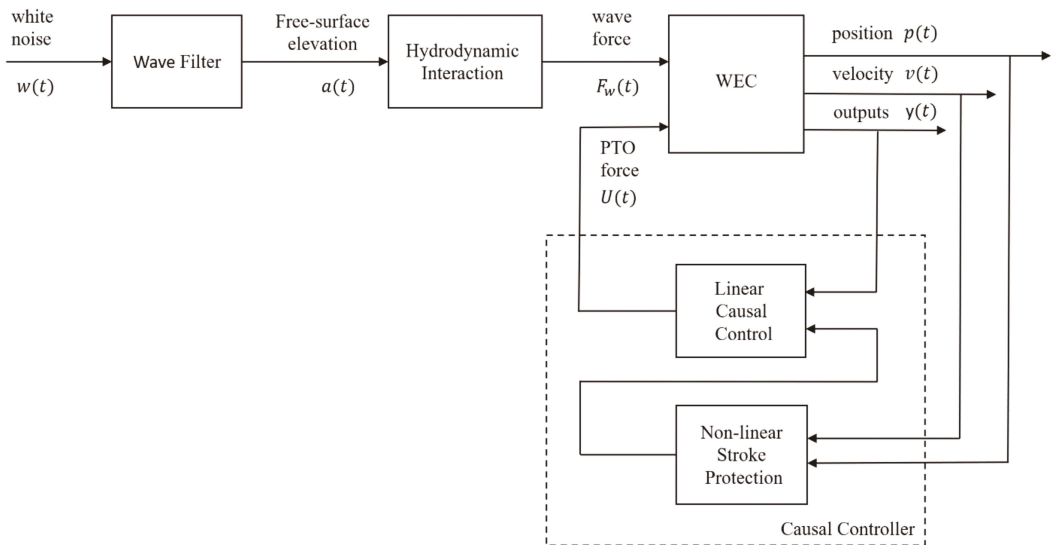 white
noise
w(t)
Wave Filter
Free-surface
elevation
a(t)
Hydrodynamic
Interaction
wave
force
F_w(t)
WEC
position p(t)
velocity v(t)
outputs y(t)
PTO
force
U(t)
Linear
Causal
Control
Non-linear
Stroke
Protection
Causal Controller